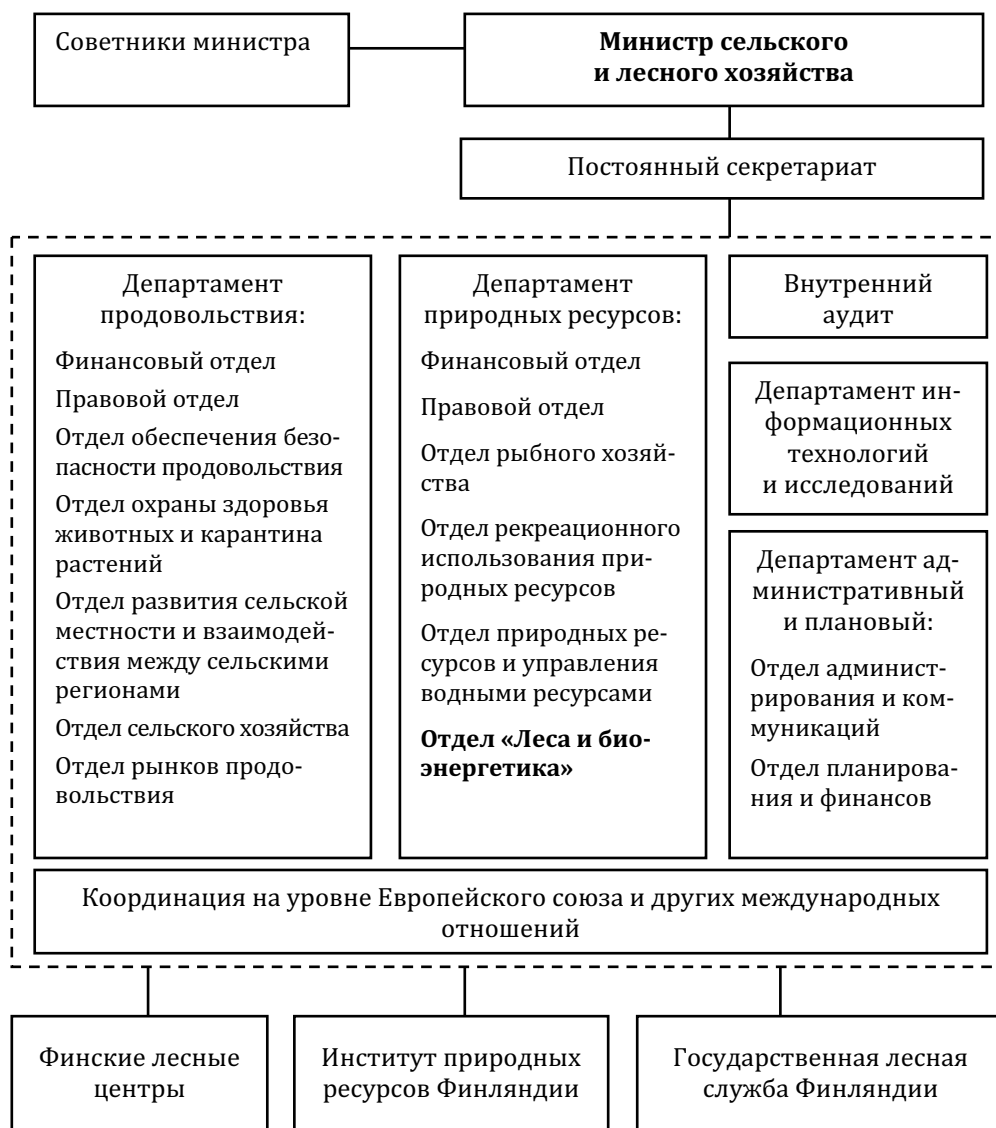 Советники министра
Министр сельского
и лесного хозяйства
Постоянный секретариат
Департамент
продовольствия:
Финансовый отдел
Правовой отдел
Отдел обеспечения безо-
пасности продовольствия
Отдел охраны здоровья
животных и карантина
растений
Отдел развития сельской
местности и взаимодей-
ствия между сельскими
регионами
Отдел сельского хозяйства
Отдел рынков продо-
вольствия
Департамент
природных ресурсов:
Финансовый отдел
Правовой отдел
Отдел рыбного хозяй-
ства
Отдел рекреационного
использования при-
родных ресурсов
Отдел природных ре-
сурсов и управления
водными ресурсами
Отдел «Леса и био-
энергетика»
Внутренний
аудит
Департамент ин-
формационных
технологий
и исследований
Департамент ад-
министративный
и плановый:
Отдел админист-
рирования и ком-
муникаций
Отдел планирова-
ния и финансов
Координация на уровне Европейского союза и других международных
отношений
Финские лесные
центры
Институт природных
ресурсов Финляндии
Государственная лесная
служба Финляндии